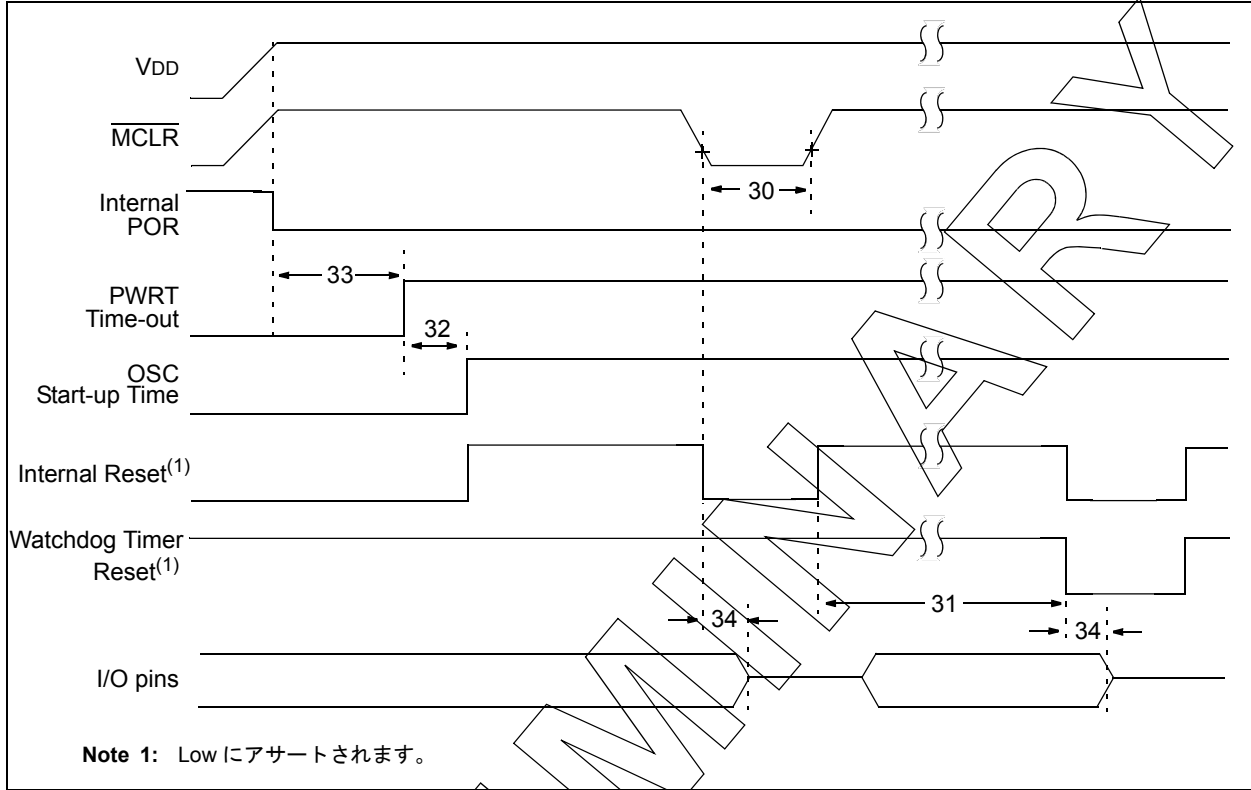 VDD
MCLR
Internal
POR
30
33
PWRT
Time-out
32
OSC
Start-up Time
Internal Reset(1)
Watchdog Timer
Reset(1)
31
34
34
I/O pins
Note 1: Low にアサートされます。
MINARY